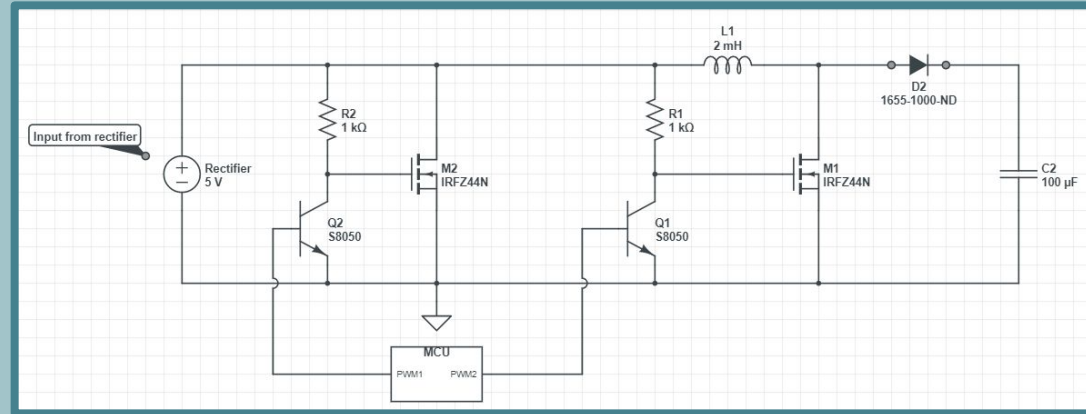 L1
2 mH
D2
1655-1000-ND
R2
1 kΩ
R1
1 kΩ
Input from rectifier
Rectifier
5 V
M2
IRFZ44N
M1
IRFZ44N
C2
100 µF
Q2
S8050
Q1
S8050
MCU
PWM1
PWM2